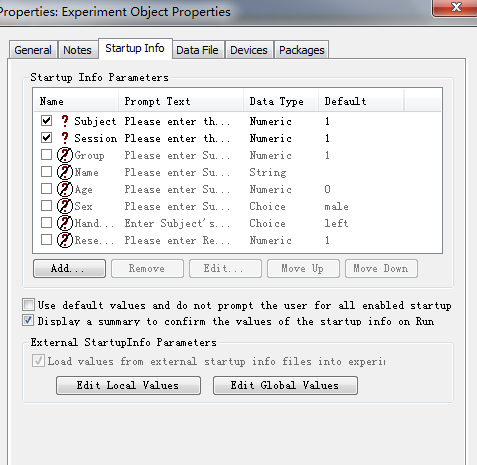 Properties: Experiment Object Properties
General Notes Startup Info Data File Devices Packages
Startup Info Parameters
Name Prompt Text Data Type Default
Subject Please enter th... Numeric 1
Session Please enter th... Numeric 1
Group Please enter Su... Numeric 1
Name Please enter Su... String
Age Please enter Su... Numeric 0
Sex Please enter Su... Choice male
Hand... Enter Subject's... Choice left
Rese... Please enter Re... Numeric 1
Add... Remove Edit... Move Up Move Down
Use default values and do not prompt the user for all enabled startup
Display a summary to confirm the values of the startup info on Run
External StartupInfo Parameters
Load values from external startup info files into experi
Edit Local Values Edit Global Values